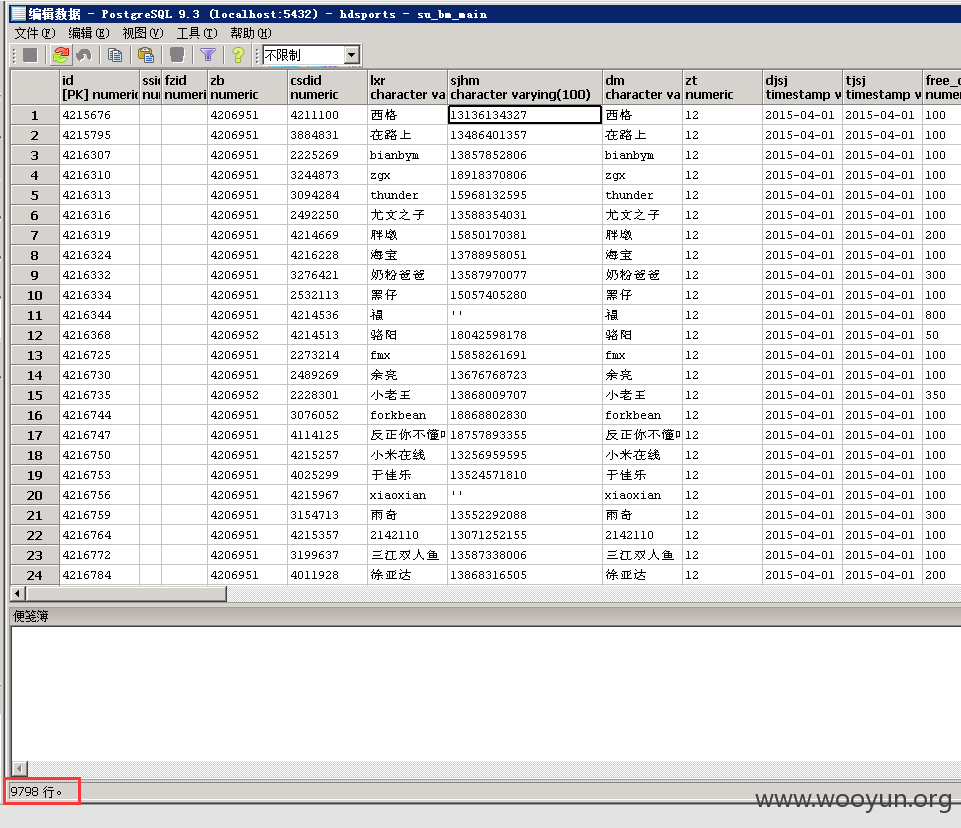 编辑数据 - PostgreSQL 9.3 (localhost:5432) - hdsports - su_bm_main
文件(F) 编辑(E) 视图(V) 工具(T) 帮助(H)
不限制
id ssi fzid zb csdid lxr sjhm dm zt djsj tjsj free_
[PK] numeric nu numeri numeric numeric character va character varying(100) character va numeric timestamp v timestamp v numer
1 4215676 4206951 4211100 西格 13136134327 西格 12 2015-04-01 2015-04-01 100
2 4215795 4206951 3884831 在路上 13486401357 在路上 12 2015-04-01 2015-04-01 100
3 4216307 4206951 2225269 bianbym 13857852806 bianbym 12 2015-04-01 2015-04-01 100
4 4216310 4206951 3244873 zgx 18918370806 zgx 12 2015-04-01 2015-04-01 100
5 4216313 4206951 3094284 thunder 15968132595 thunder 12 2015-04-01 2015-04-01 100
6 4216316 4206951 2492250 尤文之子 13588354031 尤文之子 12 2015-04-01 2015-04-01 100
7 4216319 4206951 4214669 胖墩 15850170381 胖墩 12 2015-04-01 2015-04-01 200
8 4216324 4206951 4216228 海宝 13788958051 海宝 12 2015-04-01 2015-04-01 100
9 4216332 4206951 3276421 奶粉爸爸 13587970077 奶粉爸爸 12 2015-04-01 2015-04-01 300
10 4216334 4206951 2532113 黑仔 15057405280 黑仔 12 2015-04-01 2015-04-01 100
11 4216344 4206951 4214536 福 '' 福 12 2015-04-01 2015-04-01 800
12 4216368 4206952 4214513 骆阳 18042598178 骆阳 12 2015-04-01 2015-04-01 50
13 4216725 4206951 2273214 fmx 15858261691 fmx 12 2015-04-01 2015-04-01 100
14 4216730 4206951 2489269 余亮 13676768723 余亮 12 2015-04-01 2015-04-01 100
15 4216735 4206952 2228301 小老王 13868009707 小老王 12 2015-04-01 2015-04-01 350
16 4216744 4206951 3076052 forkbean 18868802830 forkbean 12 2015-04-01 2015-04-01 100
17 4216747 4206951 4114125 反正你不懂 18757893355 反正你不懂 12 2015-04-01 2015-04-01 100
18 4216750 4206951 4215257 小米在线 13256959595 小米在线 12 2015-04-01 2015-04-01 100
19 4216753 4206951 4025299 于佳乐 13524571810 于佳乐 12 2015-04-01 2015-04-01 100
20 4216756 4206951 4215967 xiaoxian '' xiaoxian 12 2015-04-01 2015-04-01 100
21 4216759 4206951 3154713 雨奇 13552292088 雨奇 12 2015-04-01 2015-04-01 300
22 4216764 4206951 4215357 2142110 13071252155 2142110 12 2015-04-01 2015-04-01 100
23 4216772 4206951 3199637 三江双人鱼 13587338006 三江双人鱼 12 2015-04-01 2015-04-01 100
24 4216784 4206951 4011928 徐亚达 13868316505 徐亚达 12 2015-04-01 2015-04-01 200
便笺簿
9798 行。
www.wooyun.org